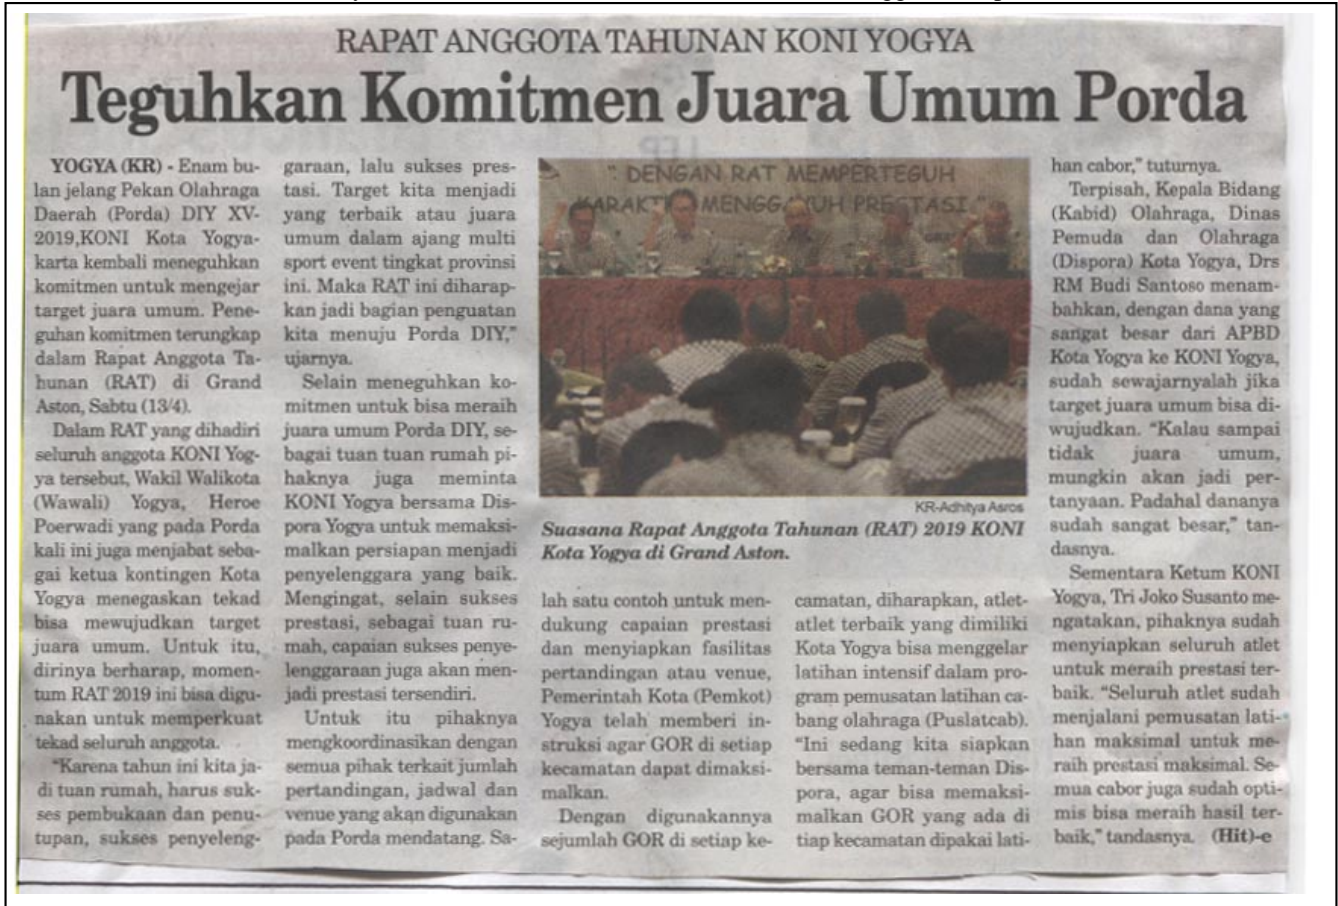 RAPAT ANGGOTA TAHUNAN KONI YOGYA
Teguhkan Komitmen Juara Umum Porda
YOGYA (KR) - Enam bu-
lan jelang Pekan Olahraga
Daerah (Porda) DIY XV-
2019,KONI Kota Yogya-
karta kembali meneguhkan
komitmen untuk mengejar
target juara umum. Pene-
guhan komitmen terungkap
dalam Rapat Anggota Ta-
hunan (RAT) di Grand
Aston, Sabtu (13/4).
Dalam RAT yang dihadiri
seluruh anggota KONI Yog-
ya tersebut, Wakil Walikota
(Wawali) Yogya, Heroe
Poerwadi yang pada Porda
kali ini juga menjabat seba-
gai ketua kontingen Kota
Yogya menegaskan tekad
bisa mewujudkan target
juara umum. Untuk itu,
dirinya berharap, momen-
tum RAT 2019 ini bisa digu-
nakan untuk memperkuat
tekad seluruh anggota.
"Karena tahun ini kita ja-
di tuan rumah, harus suk-
ses pembukaan dan penu-
tupan, sukses penyeleng-
garaan, lalu sukses pres-
tasi. Target kita menjadi
yang terbaik atau juara
umum dalam ajang multi
sport event tingkat provinsi
ini. Maka RAT ini diharap-
kan jadi bagian penguatan
kita menuju Porda DIY,"
ujarnya.
Selain meneguhkan ko-
mitmen untuk bisa meraih
juara umum Porda DIY, se-
bagai tuan tuan rumah pi-
haknya juga meminta
KONI Yogya bersama Dis-
pora Yogya untuk memaksi-
malkan persiapan menjadi
penyelenggara yang baik.
Mengingat, selain sukses
prestasi, sebagai tuan ru-
mah, capaian sukses penye-
lenggaraan juga akan men-
jadi prestasi tersendiri.
Untuk itu pihaknya
mengkoordinasikan dengan
semua pihak terkait jumlah
pertandingan, jadwal dan
venue yang akan digunakan
pada Porda mendatang. Sa-
" DENGAN RAT MEMPERTEGUH
KARAKTER MENGGAYUH PRESTASI "
KR-Adhitya Asros
Suasana Rapat Anggota Tahunan (RAT) 2019 KONI
Kota Yogya di Grand Aston.
lah satu contoh untuk men-
dukung capaian prestasi
dan menyiapkan fasilitas
pertandingan atau venue,
Pemerintah Kota (Pemkot)
Yogya telah memberi in-
struksi agar GOR di setiap
kecamatan dapat dimaksi-
malkan.
Dengan digunakannya
sejumlah GOR di setiap ke-
camatan, diharapkan, atlet-
atlet terbaik yang dimiliki
Kota Yogya bisa menggelar
latihan intensif dalam pro-
gram pemusatan latihan ca-
bang olahraga (Puslatcab).
"Ini sedang kita siapkan
bersama teman-teman Dis-
pora, agar bisa memaksi-
malkan GOR yang ada di
tiap kecamatan dipakai lati-
han cabor," tuturnya.
Terpisah, Kepala Bidang
(Kabid) Olahraga, Dinas
Pemuda dan Olahraga
(Dispora) Kota Yogya, Drs
RM Budi Santoso menam-
bahkan, dengan dana yang
sangat besar dari APBD
Kota Yogya ke KONI Yogya,
sudah sewajarnyalah jika
target juara umum bisa di-
wujudkan. "Kalau sampai
tidak juara umum,
mungkin akan jadi per-
tanyaan. Padahal dananya
sudah sangat besar," tan-
dasnya.
Sementara Ketum KONI
Yogya, Tri Joko Susanto me-
ngatakan, pihaknya sudah
menyiapkan seluruh atlet
untuk meraih prestasi ter-
baik. "Seluruh atlet sudah
menjalani pemusatan lati-
han maksimal untuk me-
raih prestasi maksimal. Se-
mua cabor juga sudah opti-
mis bisa meraih hasil ter-
baik," tandasnya. (Hit)-e